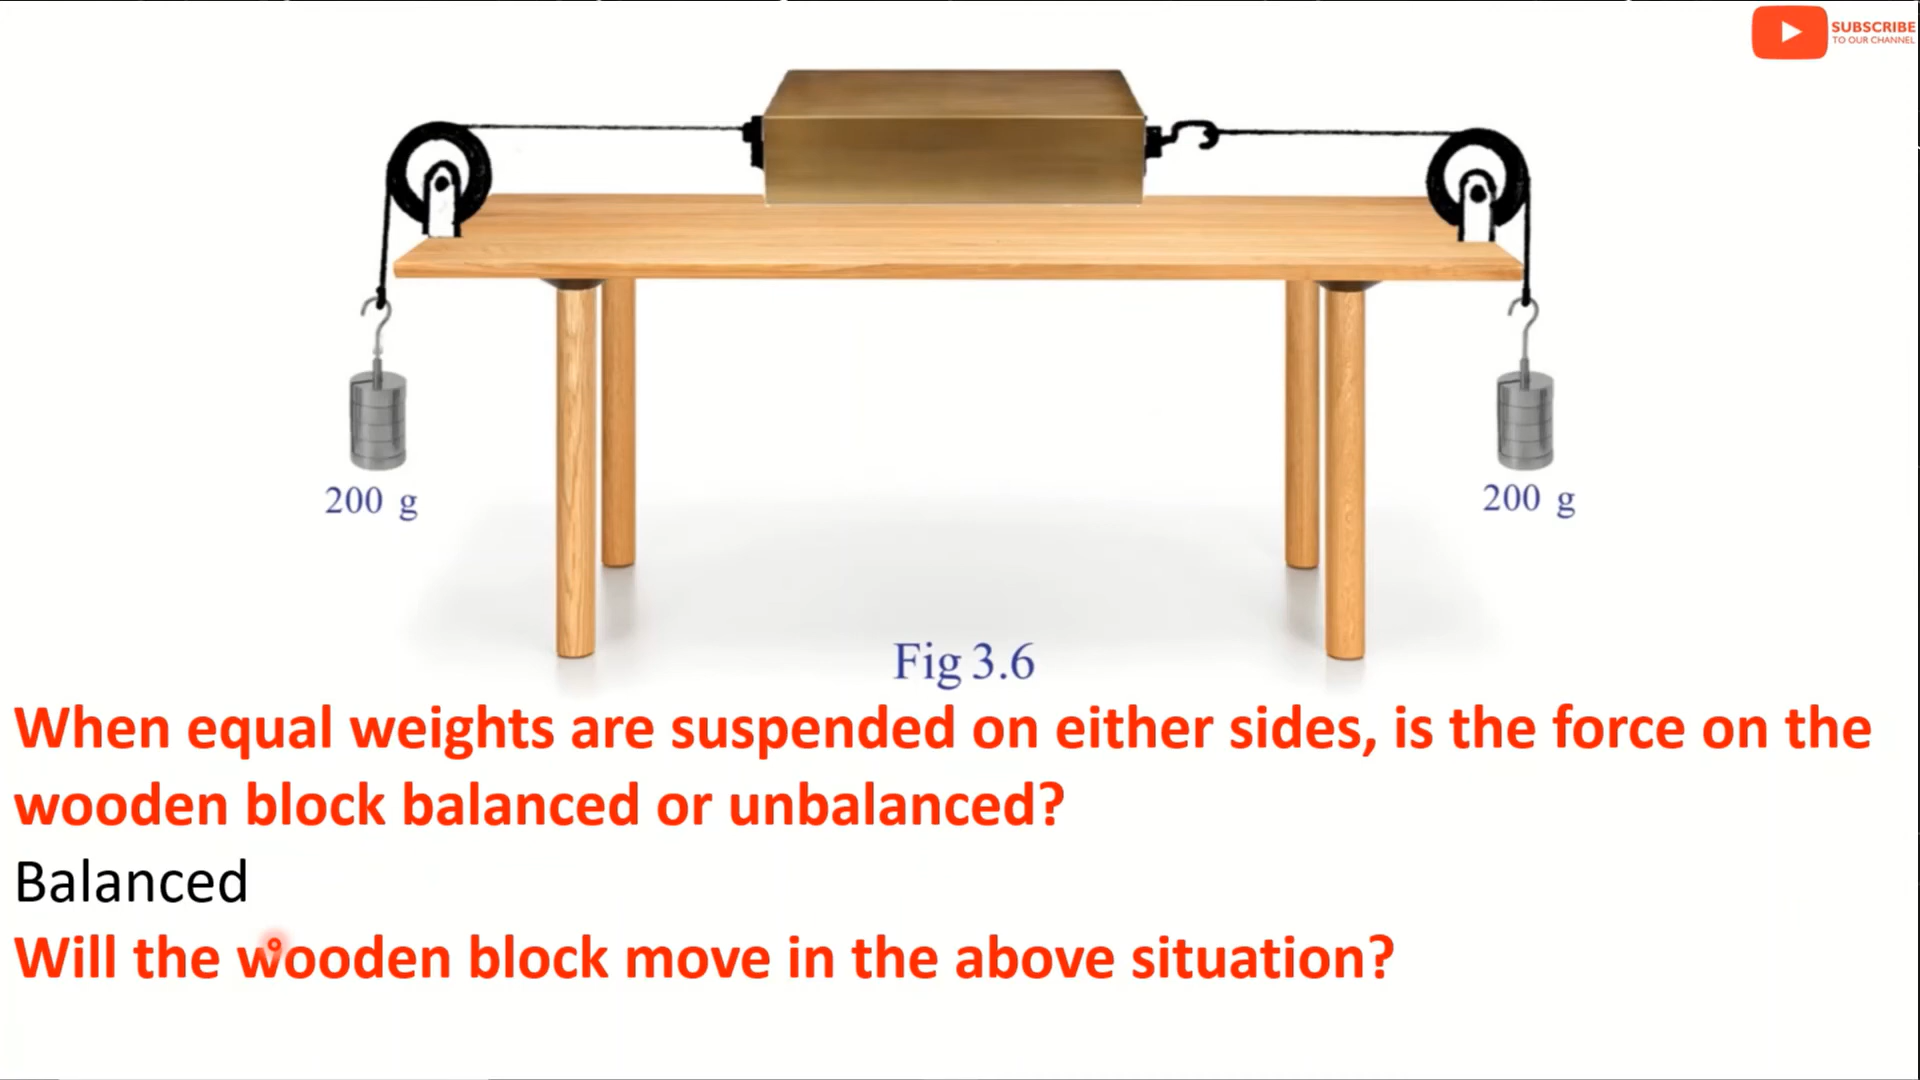 SUBSCRIBE
TO OUR CHANNEL
200 g
200 g
Fig 3.6
When equal weights are suspended on either sides, is the force on the
wooden block balanced or unbalanced?
Balanced
Will the wooden block move in the above situation?